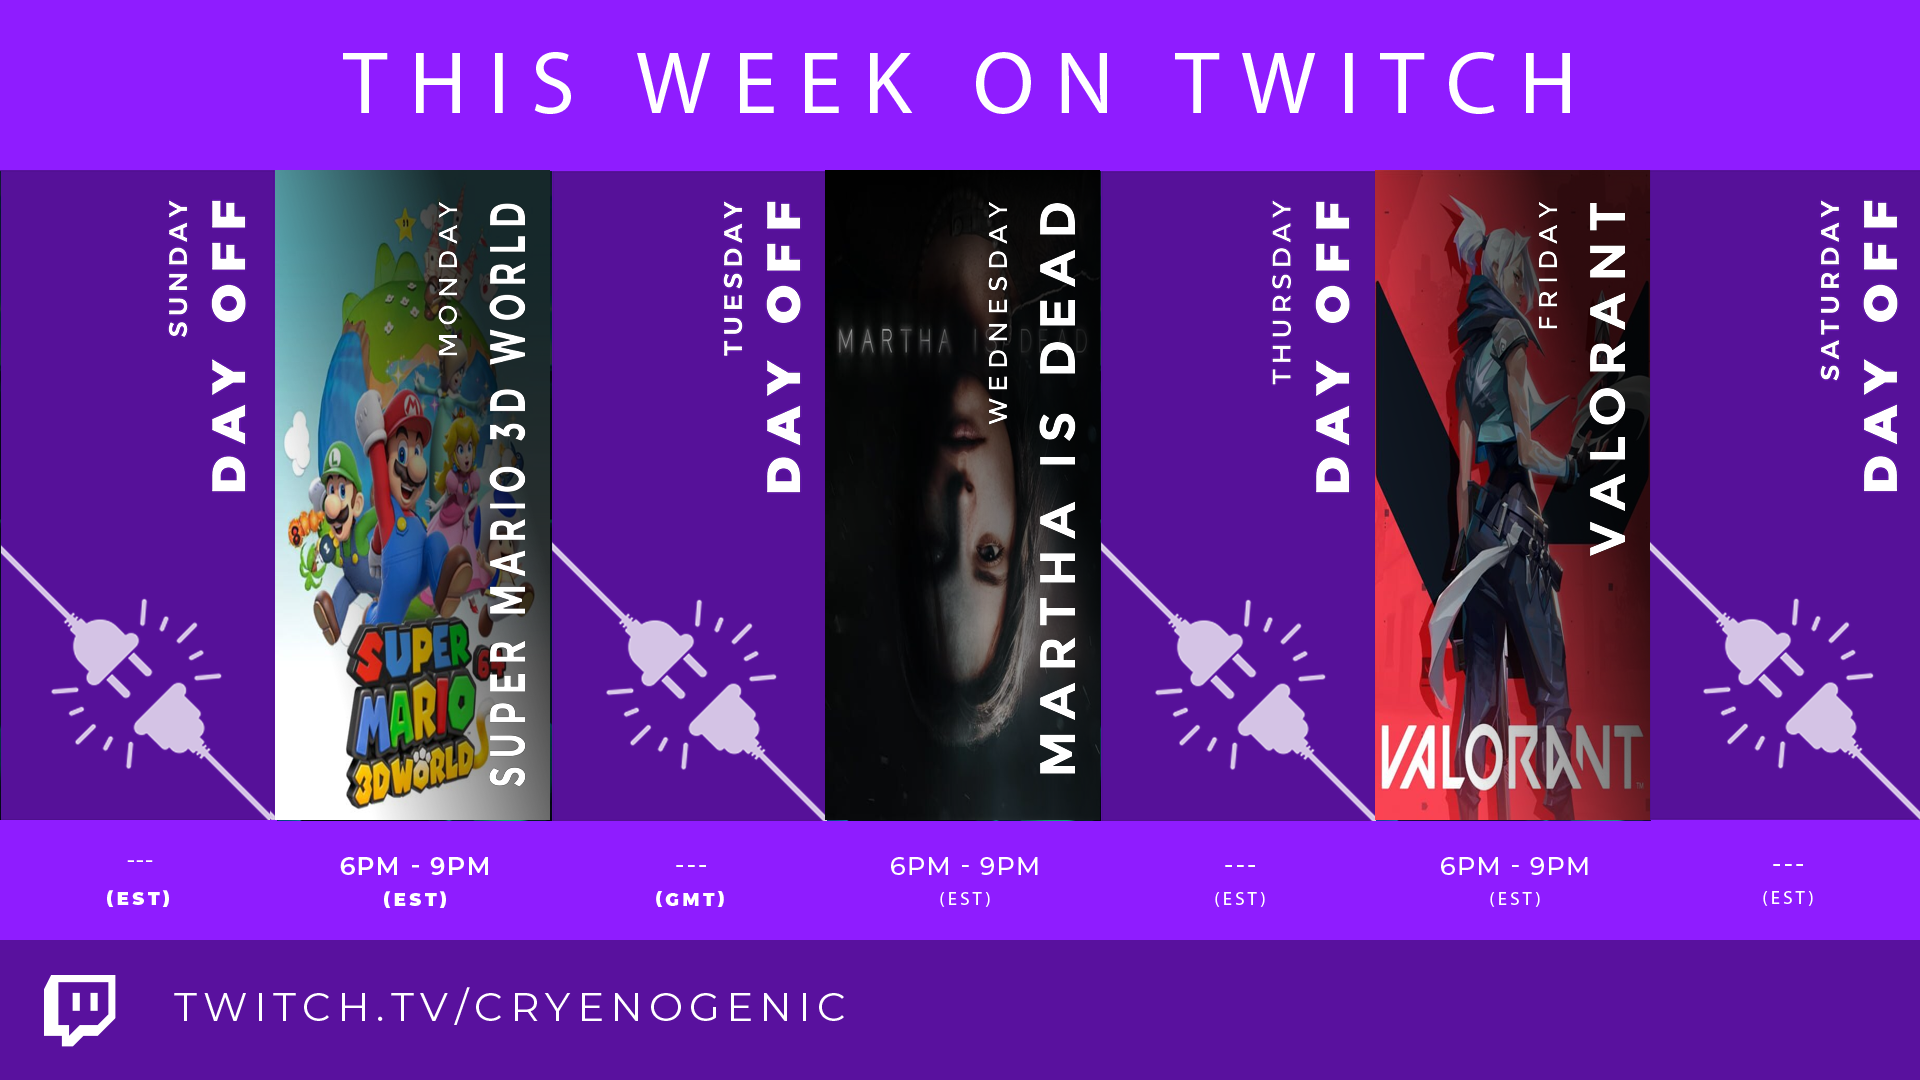 THIS WEEK ON TWITCH
SUNDAY
DAY OFF
MONDAY
SUPER MARIO 3D WORLD
SUPER
MARIO
3D WORLD
TUESDAY
DAY OFF
WEDNESDAY
MARTHA IS DEAD
MARTHA IS DEAD
THURSDAY
DAY OFF
FRIDAY
VALORANT
VALORANT
SATURDAY
DAY OFF
---
(EST)
6PM - 9PM
(EST)
---
(GMT)
6PM - 9PM
(EST)
---
(EST)
6PM - 9PM
(EST)
---
(EST)
TWITCH.TV/CRYENOGENIC